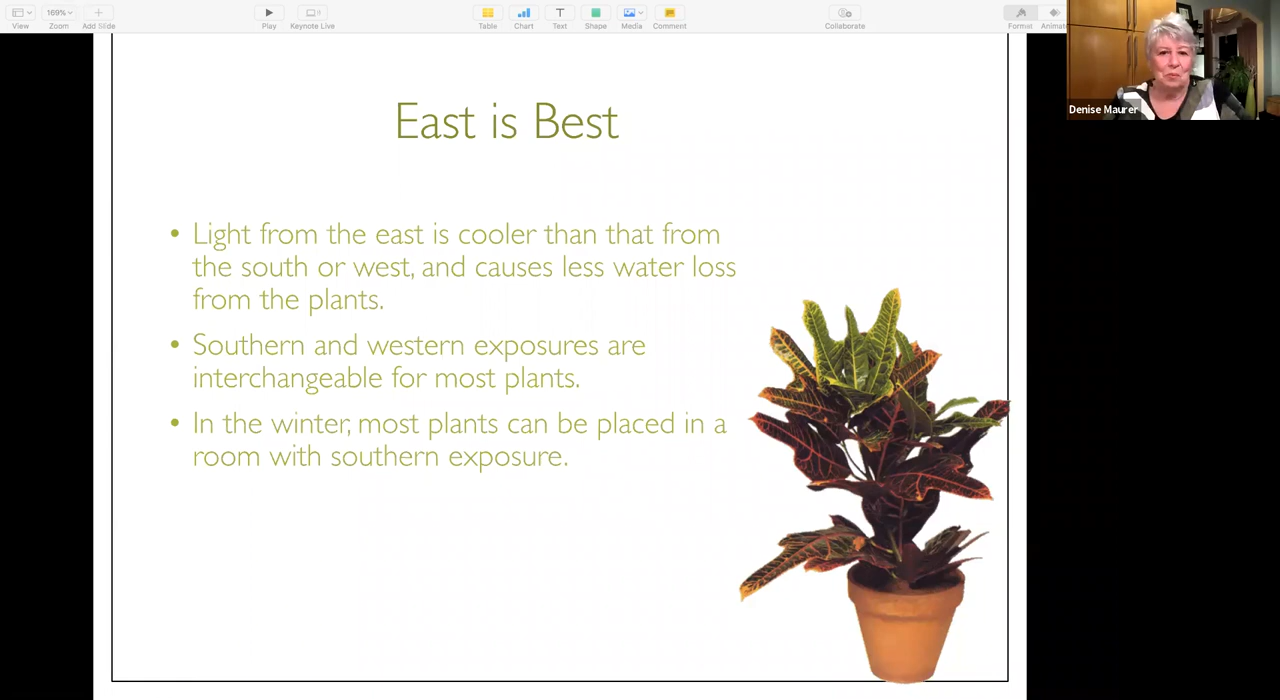 View
169%
Zoom
Add Slide
Play
Keynote Live
Table
Chart
T
Text
Shape
Media
Comment
Collaborate
Format
Animat
Denise Maurer
East is Best
• Light from the east is cooler than that from
the south or west, and causes less water loss
from the plants.
• Southern and western exposures are
interchangeable for most plants.
• In the winter, most plants can be placed in a
room with southern exposure.